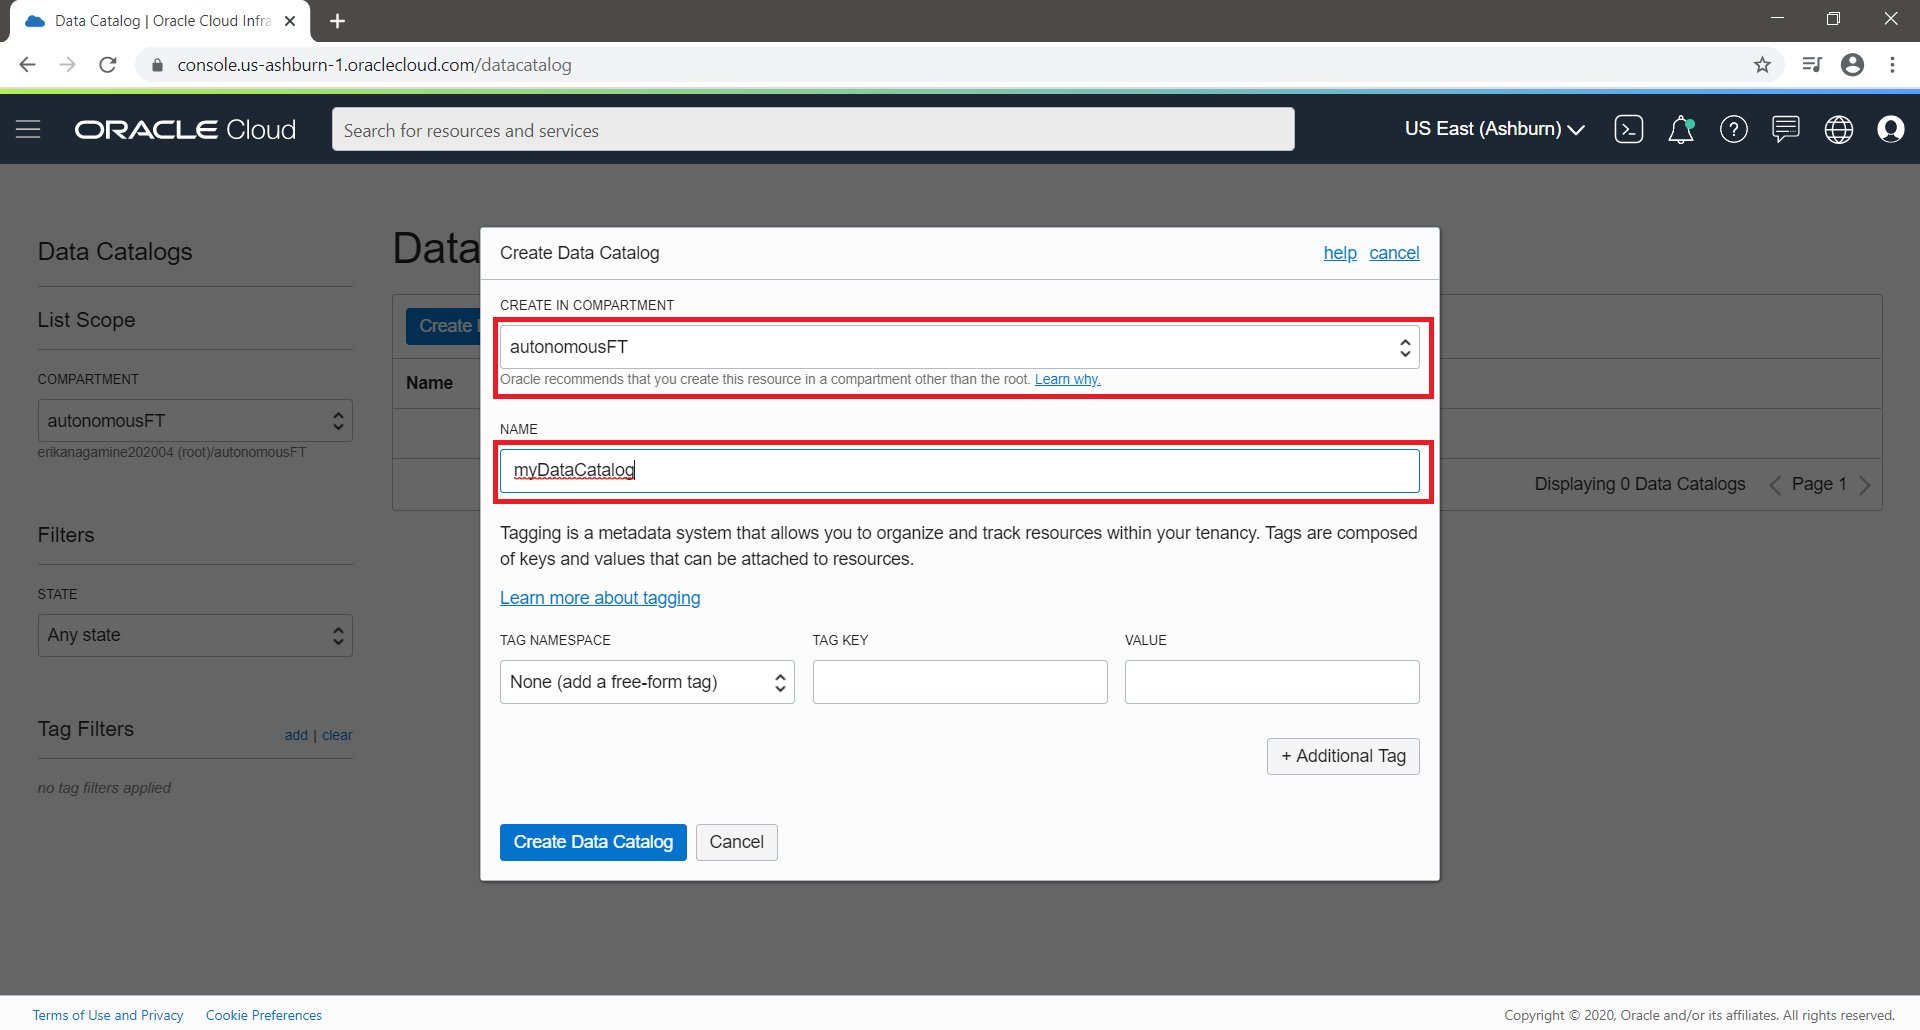 Data Catalog | Oracle Cloud Infra
console.us-ashburn-1.oraclecloud.com/datacatalog
ORACLE Cloud
Search for resources and services
US East (Ashburn)
Data Catalogs
List Scope
COMPARTMENT
autonomousFT
erikanagamine202004 (root)/autonomousFT
Filters
STATE
Any state
Tag Filters
add | clear
no tag filters applied
Data
Create
Name
Displaying 0 Data Catalogs
Page 1
Create Data Catalog
help cancel
CREATE IN COMPARTMENT
autonomousFT
Oracle recommends that you create this resource in a compartment other than the root. Learn why.
NAME
myDataCatalog
Tagging is a metadata system that allows you to organize and track resources within your tenancy. Tags are composed
of keys and values that can be attached to resources.
Learn more about tagging
TAG NAMESPACE TAG KEY VALUE
None (add a free-form tag)
+ Additional Tag
Create Data Catalog Cancel
Terms of Use and Privacy Cookie Preferences
Copyright © 2020, Oracle and/or its affiliates. All rights reserved.